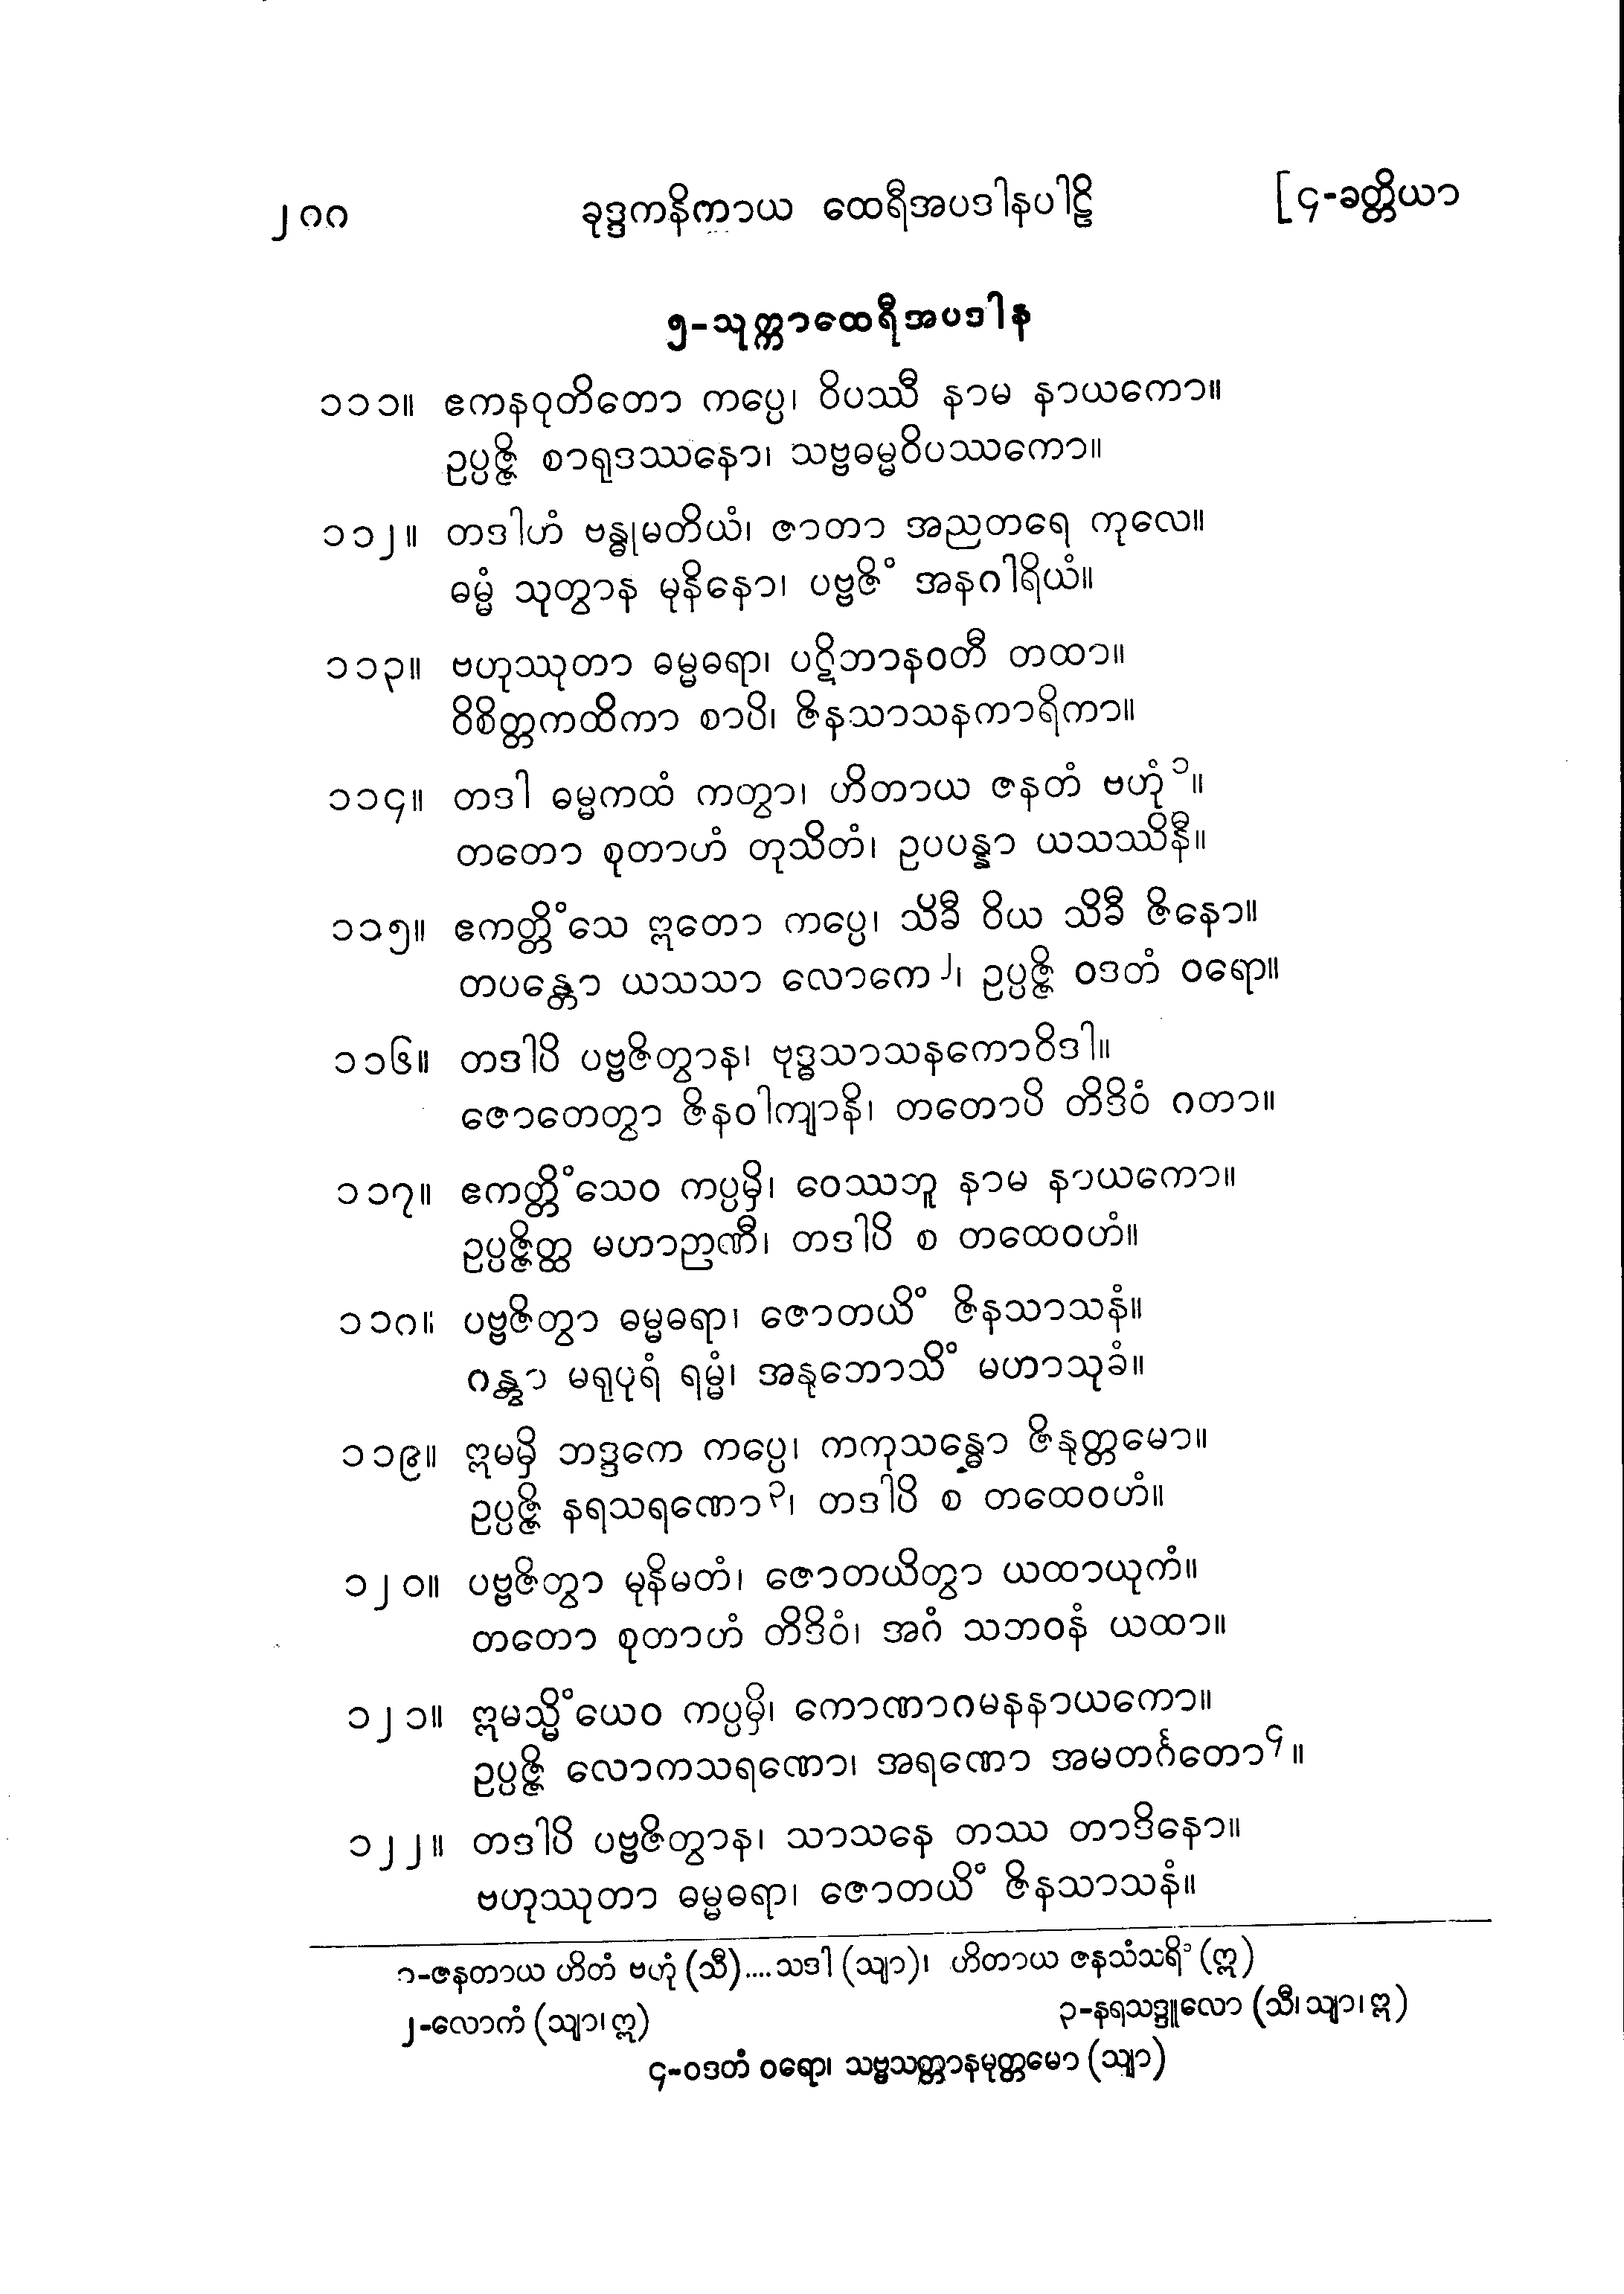 ၂၈၈ ခုဒ္ဒကနိကာယ ထေရီအပဒါနပါဠိ [၄-ခတ္တိယာ
၅-သုက္ကာထေရီအပဒါန
၁၁၁။ ဧကနဝုတိတော ကပ္ပေ၊ ဝိပဿီ နာမ နာယကော။
ဥပ္ပဇ္ဇိ စာရုဒဿနော၊ သဗ္ဗဓမ္မဝိပဿကော။
၁၁၂။ တဒါဟံ ဗန္ဓုမတိယံ၊ ဇာတာ အညတရေ ကုလေ။
ဓမ္မံ သုတွာန မုနိနော၊ ပဗ္ဗဇိံ အနဂါရိယံ။
၁၁၃။ ဗဟုဿုတာ ဓမ္မဓရာ၊ ပဋိဘာနဝတီ တထာ။
ဝိစိတ္တကထိကာ စာပိ၊ ဇိနသာသနကာရိကာ။
၁၁၄။ တဒါ ဓမ္မကထံ ကတွာ၊ ဟိတာယ ဇနတံ ဗဟုံ ၁။
တတော စုတာဟံ တုသိတံ၊ ဥပပန္နာ ယသဿိနီ။
၁၁၅။ ဧကတ္တိံသေ ဣတော ကပ္ပေ၊ သိခီ ဝိယ သိခီ ဇိနော။
တပန္တော ယသသာ လောကေ ၂၊ ဥပ္ပဇ္ဇိ ဝဒတံ ဝရော။
၁၁၆။ တဒါပိ ပဗ္ဗဇိတွာန၊ ဗုဒ္ဓသာသနကောဝိဒါ။
ဇောတေတွာ ဇိနဝါကျာနိ၊ တတောပိ တိဒိဝံ ဂတာ။
၁၁၇။ ဧကတ္တိံသေဝ ကပ္ပမှိ၊ ဝေဿဘူ နာမ နာယကော။
ဥပ္ပဇ္ဇိတ္ထ မဟာဉာဏီ၊ တဒါပိ စ တထေဝဟံ။
၁၁၈။ ပဗ္ဗဇိတွာ ဓမ္မဓရာ၊ ဇောတယိံ ဇိနသာသနံ။
ဂန္တွာ မရုပုရံ ရမ္မံ၊ အနုဘောသိံ မဟာသုခံ။
၁၁၉။ ဣမမှိ ဘဒ္ဒကေ ကပ္ပေ၊ ကကုသန္ဓော ဇိနုတ္တမော။
ဥပ္ပဇ္ဇိ နရသရဏော ၃၊ တဒါပိ စ တထေဝဟံ။
၁၂၀။ ပဗ္ဗဇိတွာ မုနိမတံ၊ ဇောတယိတွာ ယထာယုကံ။
တတော စုတာဟံ တိဒိဝံ၊ အဂံ သဘဝနံ ယထာ။
၁၂၁။ ဣမသ္မိံယေဝ ကပ္ပမှိ၊ ကောဏာဂမနနာယကော။
ဥပ္ပဇ္ဇိ လောကသရဏော၊ အရဏော အမတင်္ဂတော ၄။
၁၂၂။ တဒါပိ ပဗ္ဗဇိတွာန၊ သာသနေ တဿ တာဒိနော။
ဗဟုဿုတာ ဓမ္မဓရာ၊ ဇောတယိံ ဇိနသာသနံ။
၁-ဇနတာယ ဟိတံ ဗဟုံ (သီ)....သဒါ (သျာ)၊ ဟိတာယ ဇနသံသရိံ (ဣ)
၂-လောကံ (သျာ၊ ဣ) ၃-နရသဒ္ဒူလော (သီ၊ သျာ၊ ဣ)
၄-ဝဒတံ ဝရော၊ သဗ္ဗသတ္တာနမုတ္တမော (သျာ)